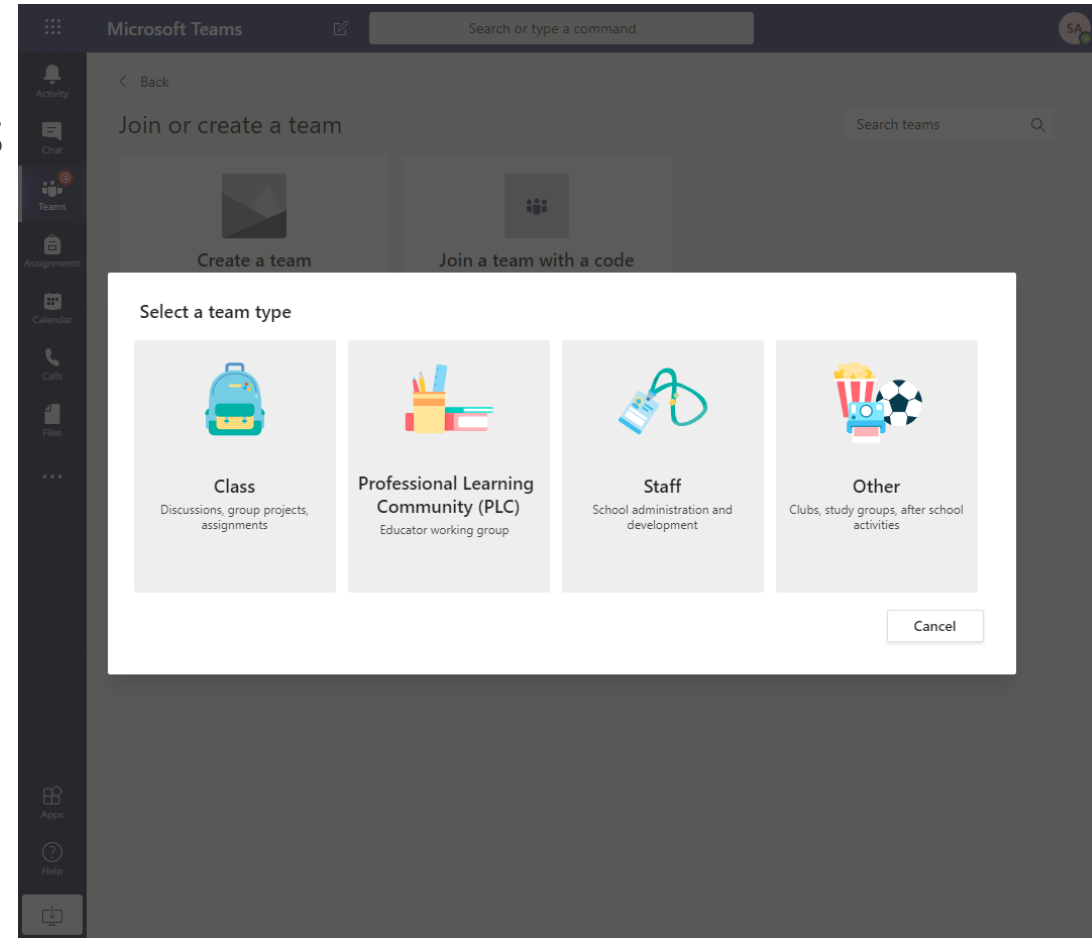 Microsoft Teams
Search or type a command
SA
Activity
Back
Join or create a team
Search teams
Chat
Teams
Create a team
Join a team with a code
Assignments
Calendar
Calls
Files
Select a team type
Class
Discussions, group projects,
assignments
Professional Learning
Community (PLC)
Educator working group
Staff
School administration and
development
Other
Clubs, study groups, after school
activities
Cancel
Apps
Help